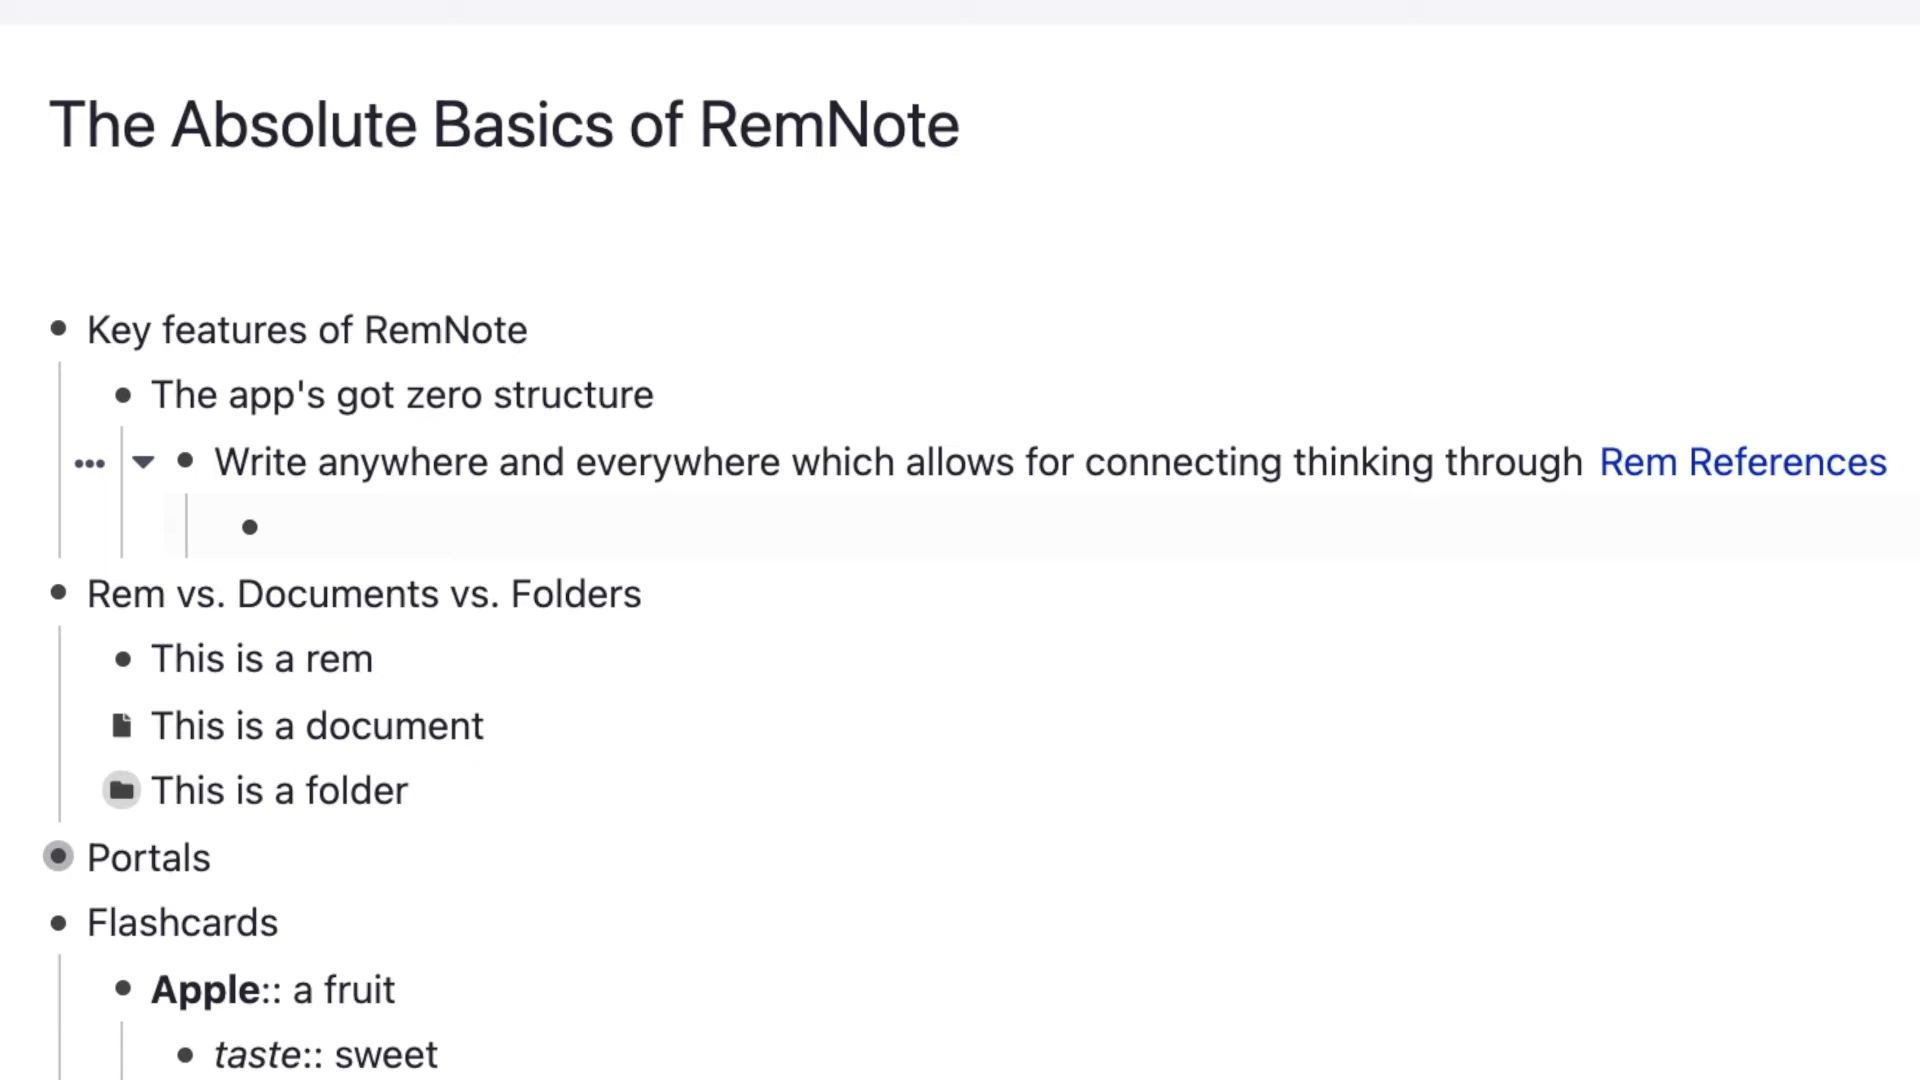 The Absolute Basics of RemNote
Key features of RemNote
The app's got zero structure
Write anywhere and everywhere which allows for connecting thinking through Rem References
Rem vs. Documents vs. Folders
This is a rem
This is a document
This is a folder
Portals
Flashcards
Apple:: a fruit
taste:: sweet